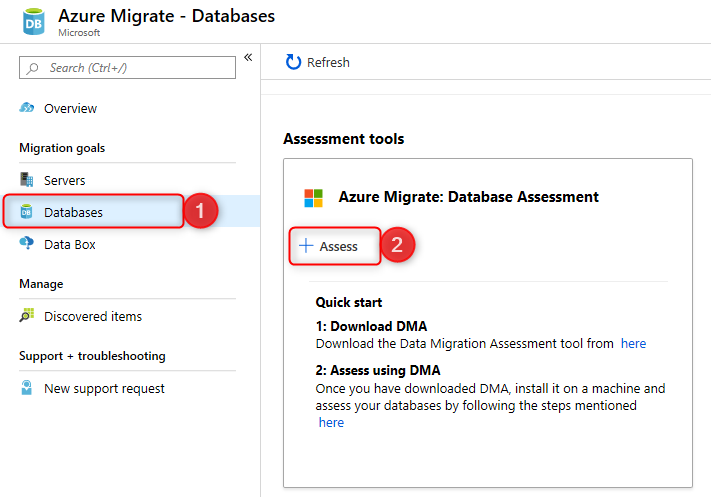 Azure Migrate - Databases
Microsoft
Search (Ctrl+/)
«
Refresh
Overview
Migration goals
Servers
Databases
1
Data Box
Manage
Discovered items
Support + troubleshooting
New support request
Assessment tools
Azure Migrate: Database Assessment
+ Assess
2
Quick start
1: Download DMA
Download the Data Migration Assessment tool from here
2: Assess using DMA
Once you have downloaded DMA, install it on a machine and
assess your databases by following the steps mentioned
here
DB